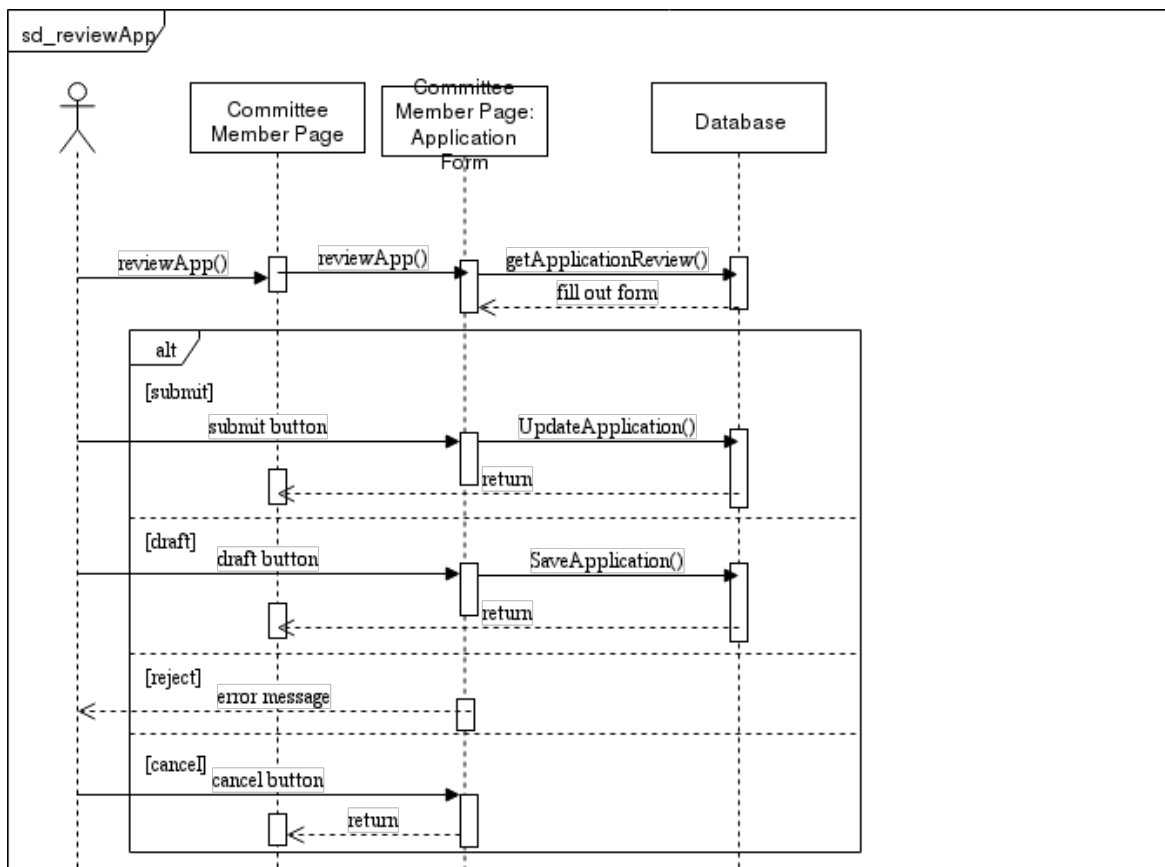 sd_reviewApp
Committee
Member Page
Committee
Member Page:
Application
Form
Database
reviewApp()
reviewApp()
getApplicationReview()
fill out form
alt
[submit]
submit button
UpdateApplication()
return
[draft]
draft button
SaveApplication()
return
[reject]
error message
[cancel]
cancel button
return